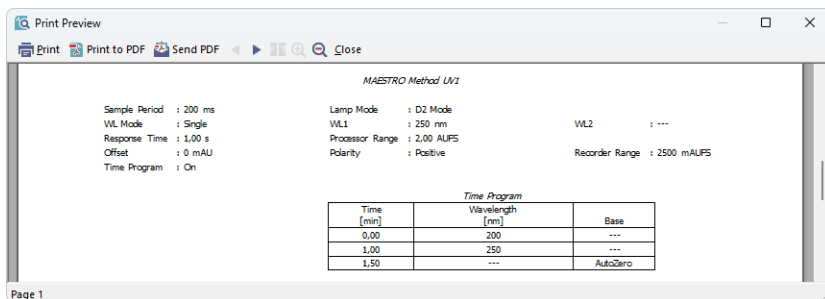 Print Preview
Print Print to PDF Send PDF Close
MAESTRO Method UV1
Sample Period : 200 ms Lamp Mode : D2 Mode
WL Mode : Single WL1 : 250 nm WL2 : ---
Response Time : 1,00 s Processor Range : 2,00 AUFS
Offset : 0 mAU Polarity : Positive Recorder Range : 2500 mAUFS
Time Program : On
Time Program
Time Wavelength
[min] [nm] Base
0,00 200 ---
1,00 250 ---
1,50 --- AutoZero
Page 1